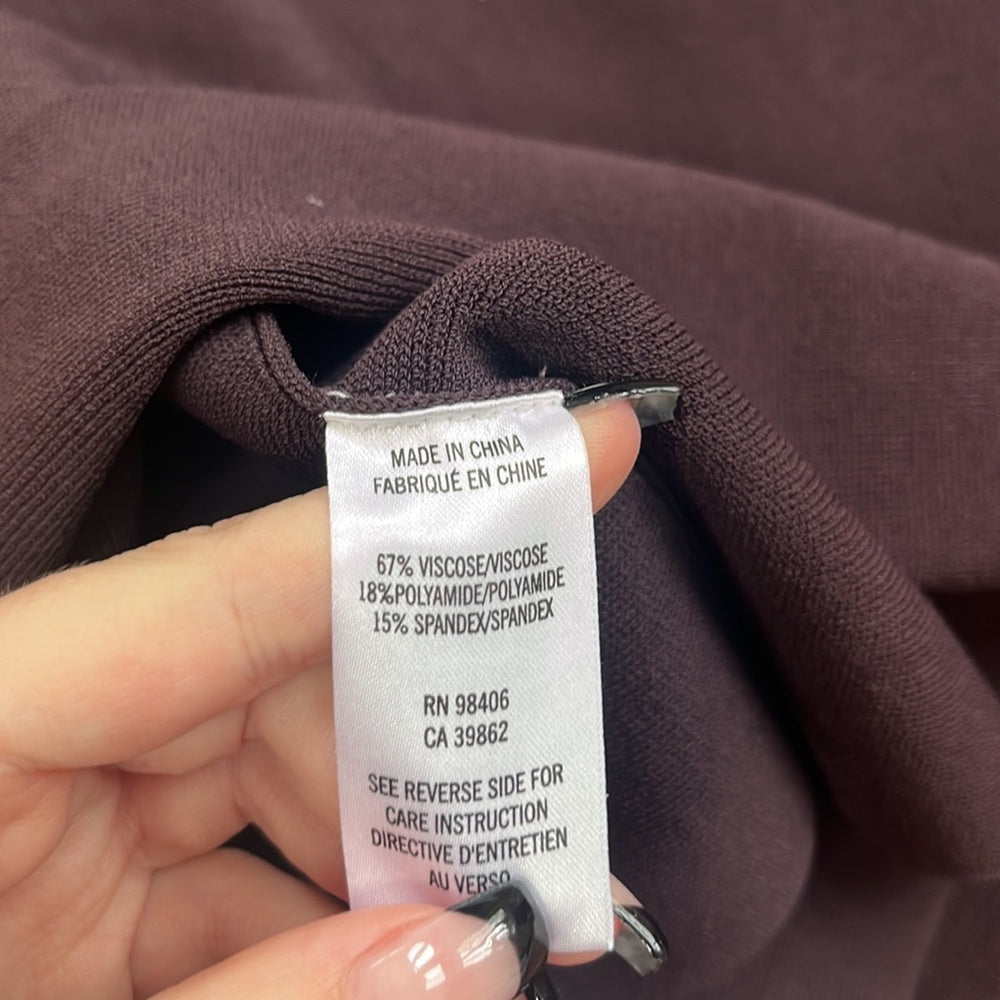 MADE IN CHINA
FABRIQUÉ EN CHINE
67% VISCOSE/VISCOSE
18%POLYAMIDE/POLYAMIDE
15% SPANDEX/SPANDEX
RN 98406
CA 39862
SEE REVERSE SIDE FOR
CARE INSTRUCTION
DIRECTIVE D'ENTRETIEN
AU VERSO